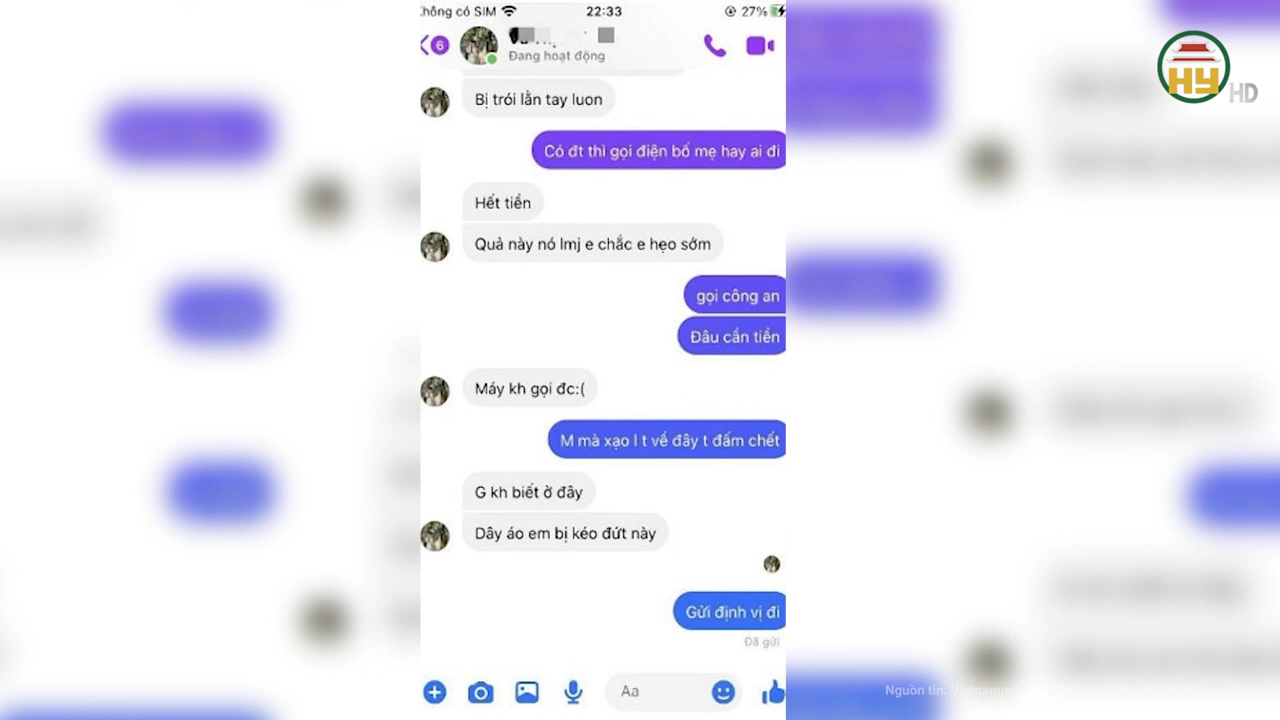 Không có SIM 22:33 27%
6
Đang hoạt động
HY HD
Bị trói lằn tay luon
Có đt thì gọi điện bố mẹ hay ai đi
Hết tiền
Quả này nó lmj e chắc e hẹo sớm
gọi công an
Đâu cần tiền
Máy kh gọi đc:(
M mà xạo l t về đây t đấm chết
G kh biết ở đây
Dây áo em bị kéo đứt này
Gửi định vị đi
Đã gửi
Aa
Nguồn tin: